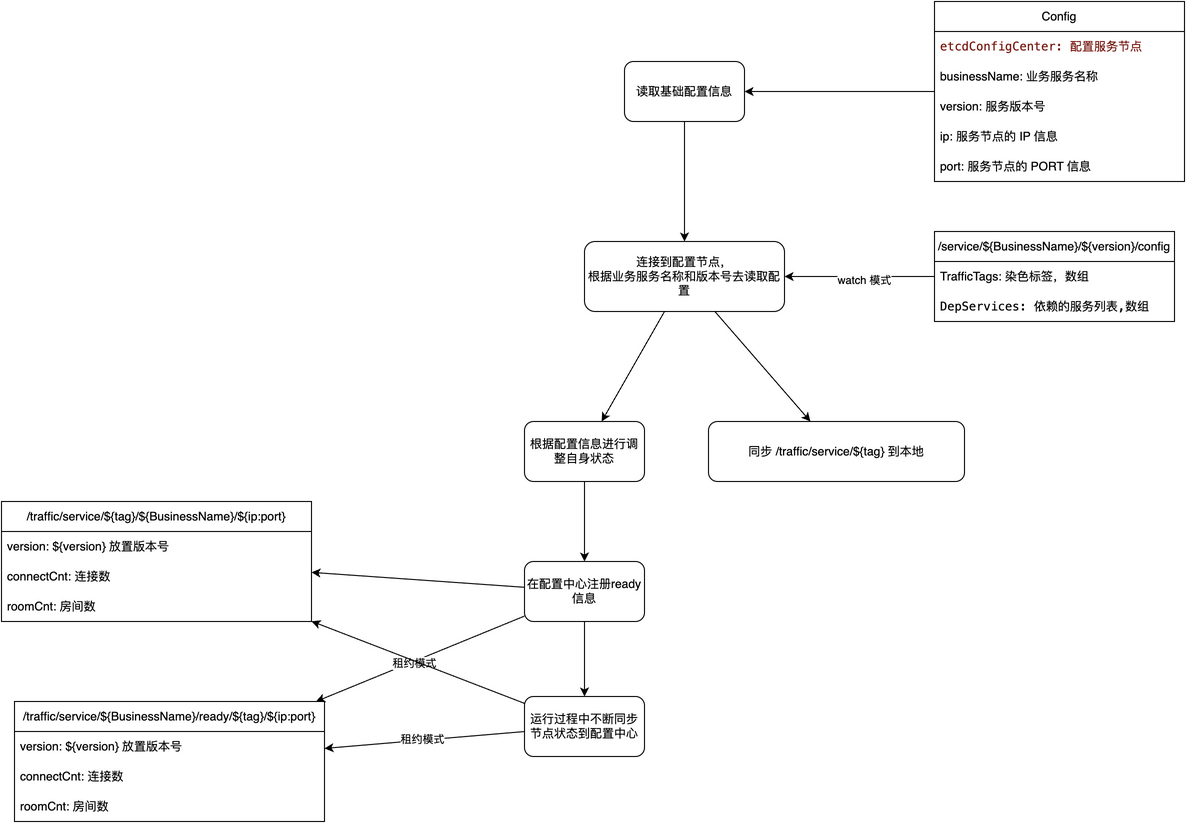 Config
etcdConfigCenter: 配置服务节点
businessName: 业务服务名称
version: 服务版本号
ip: 服务节点的 IP 信息
port: 服务节点的 PORT 信息
读取基础配置信息
/service/${BusinessName}/${version}/config
TrafficTags: 染色标签，数组
DepServices: 依赖的服务列表,数组
watch 模式
连接到配置节点,
根据业务服务名称和版本号去读取配
置
根据配置信息进行调
整自身状态
同步 /traffic/service/${tag} 到本地
/traffic/service/${tag}/${BusinessName}/${ip:port}
version: ${version} 放置版本号
connectCnt: 连接数
roomCnt: 房间数
在配置中心注册ready
信息
租约模式
/traffic/service/${BusinessName}/ready/${tag}/${ip:port}
version: ${version} 放置版本号
connectCnt: 连接数
roomCnt: 房间数
租约模式
运行过程中不断同步
节点状态到配置中心